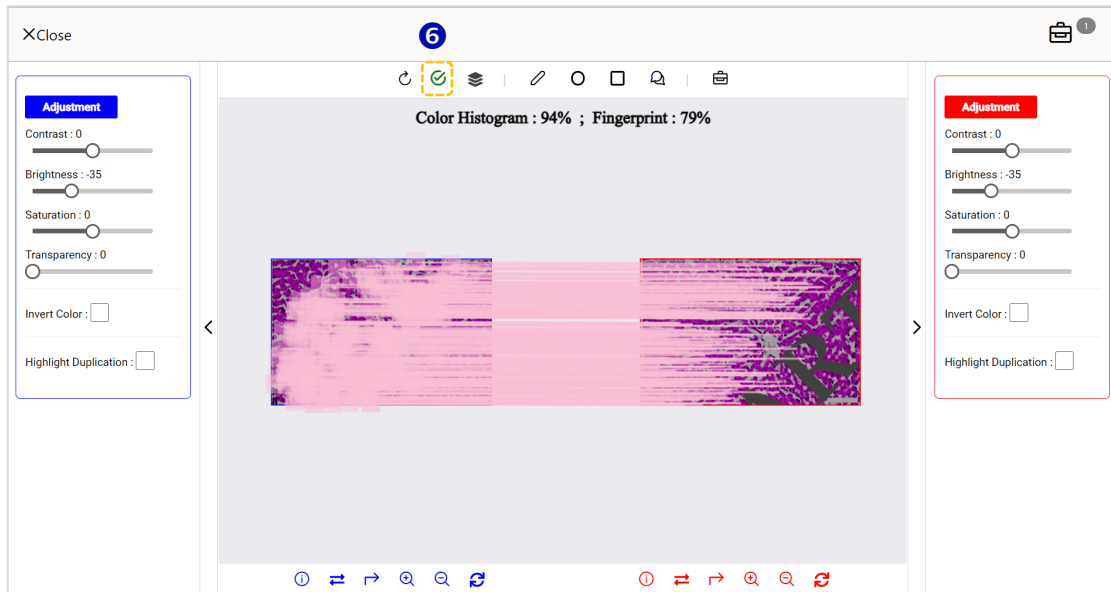 Close
6
1
Color Histogram : 94% ; Fingerprint : 79%
Adjustment
Contrast : 0
Brightness : -35
Saturation : 0
Transparency : 0
Invert Color :
Highlight Duplication :
Adjustment
Contrast : 0
Brightness : -35
Saturation : 0
Transparency : 0
Invert Color :
Highlight Duplication :